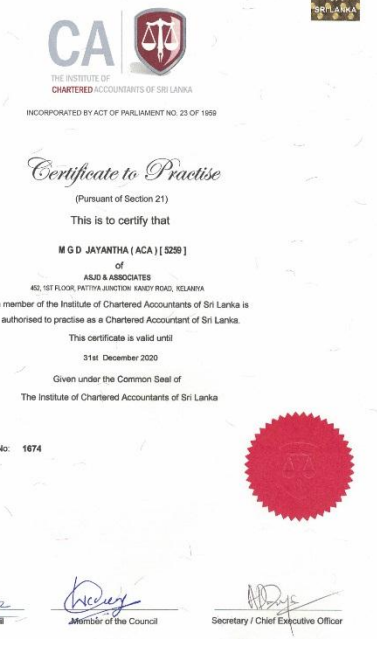 SRI LANKA
CA
THE INSTITUTE OF
CHARTERED ACCOUNTANTS OF SRI LANKA
INCORPORATED BY ACT OF PARLIAMENT NO. 23 OF 1959
Certificate to Practise
(Pursuant of Section 21)
This is to certify that
M G D JAYANTHA ( ACA ) [ 5259 ]
of
ASJD & ASSOCIATES
452, 1ST FLOOR, PATTIYA JUNCTION KANDY ROAD, KELANIYA
member of the Institute of Chartered Accountants of Sri Lanka is
authorised to practise as a Chartered Accountant of Sri Lanka.
This certificate is valid until
31st December 2020
Given under the Common Seal of
The Institute of Chartered Accountants of Sri Lanka
No: 1674
Member of the Council
Secretary / Chief Executive Officer